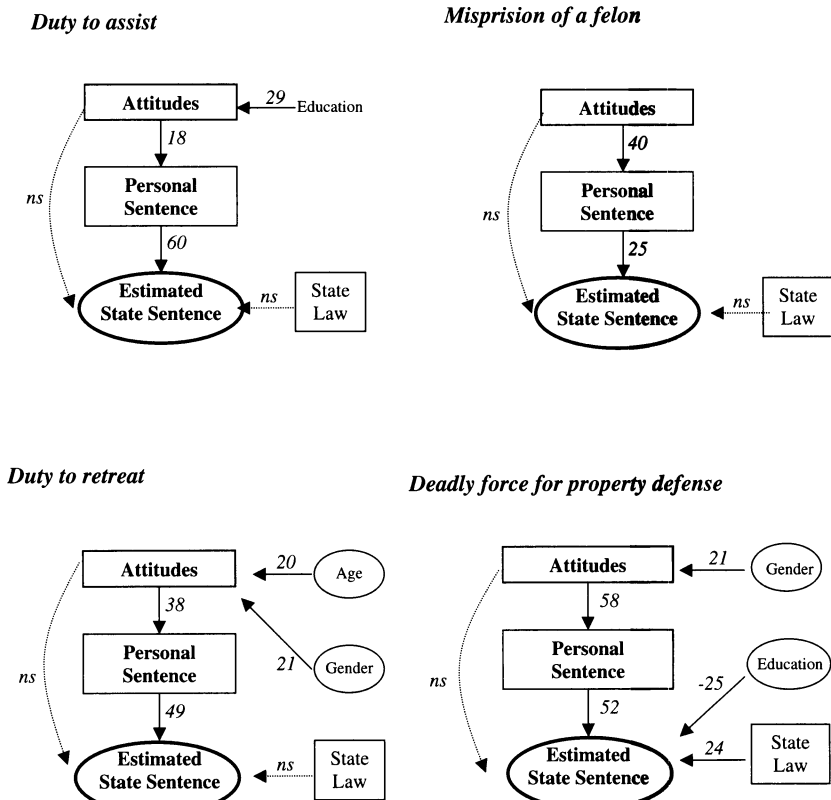 Duty to assist
Attitudes
29
Education
18
ns
Personal
Sentence
60
Estimated
State Sentence
ns
State
Law
Misprision of a felon
Attitudes
40
ns
Personal
Sentence
25
Estimated
State Sentence
ns
State
Law
Duty to retreat
Attitudes
20
Age
38
ns
Personal
Sentence
21
Gender
49
Estimated
State Sentence
ns
State
Law
Deadly force for property defense
Attitudes
21
Gender
58
ns
Personal
Sentence
-25
Education
52
Estimated
State Sentence
24
State
Law